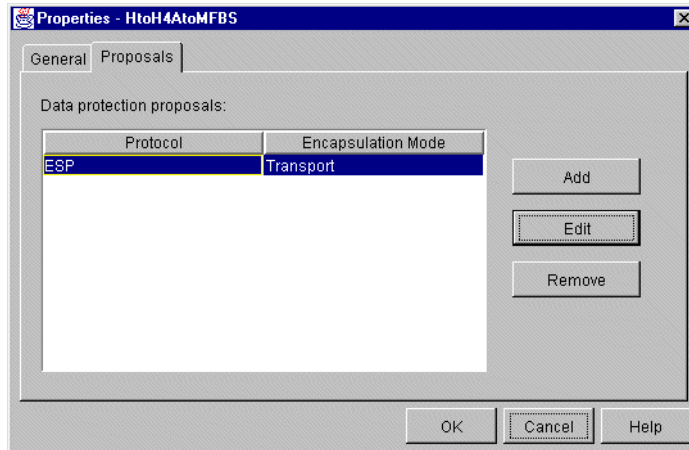 Properties - HtoH4AtoMFBS
General Proposals
Data protection proposals:
Protocol Encapsulation Mode
ESP Transport
Add
Edit
Remove
OK Cancel Help